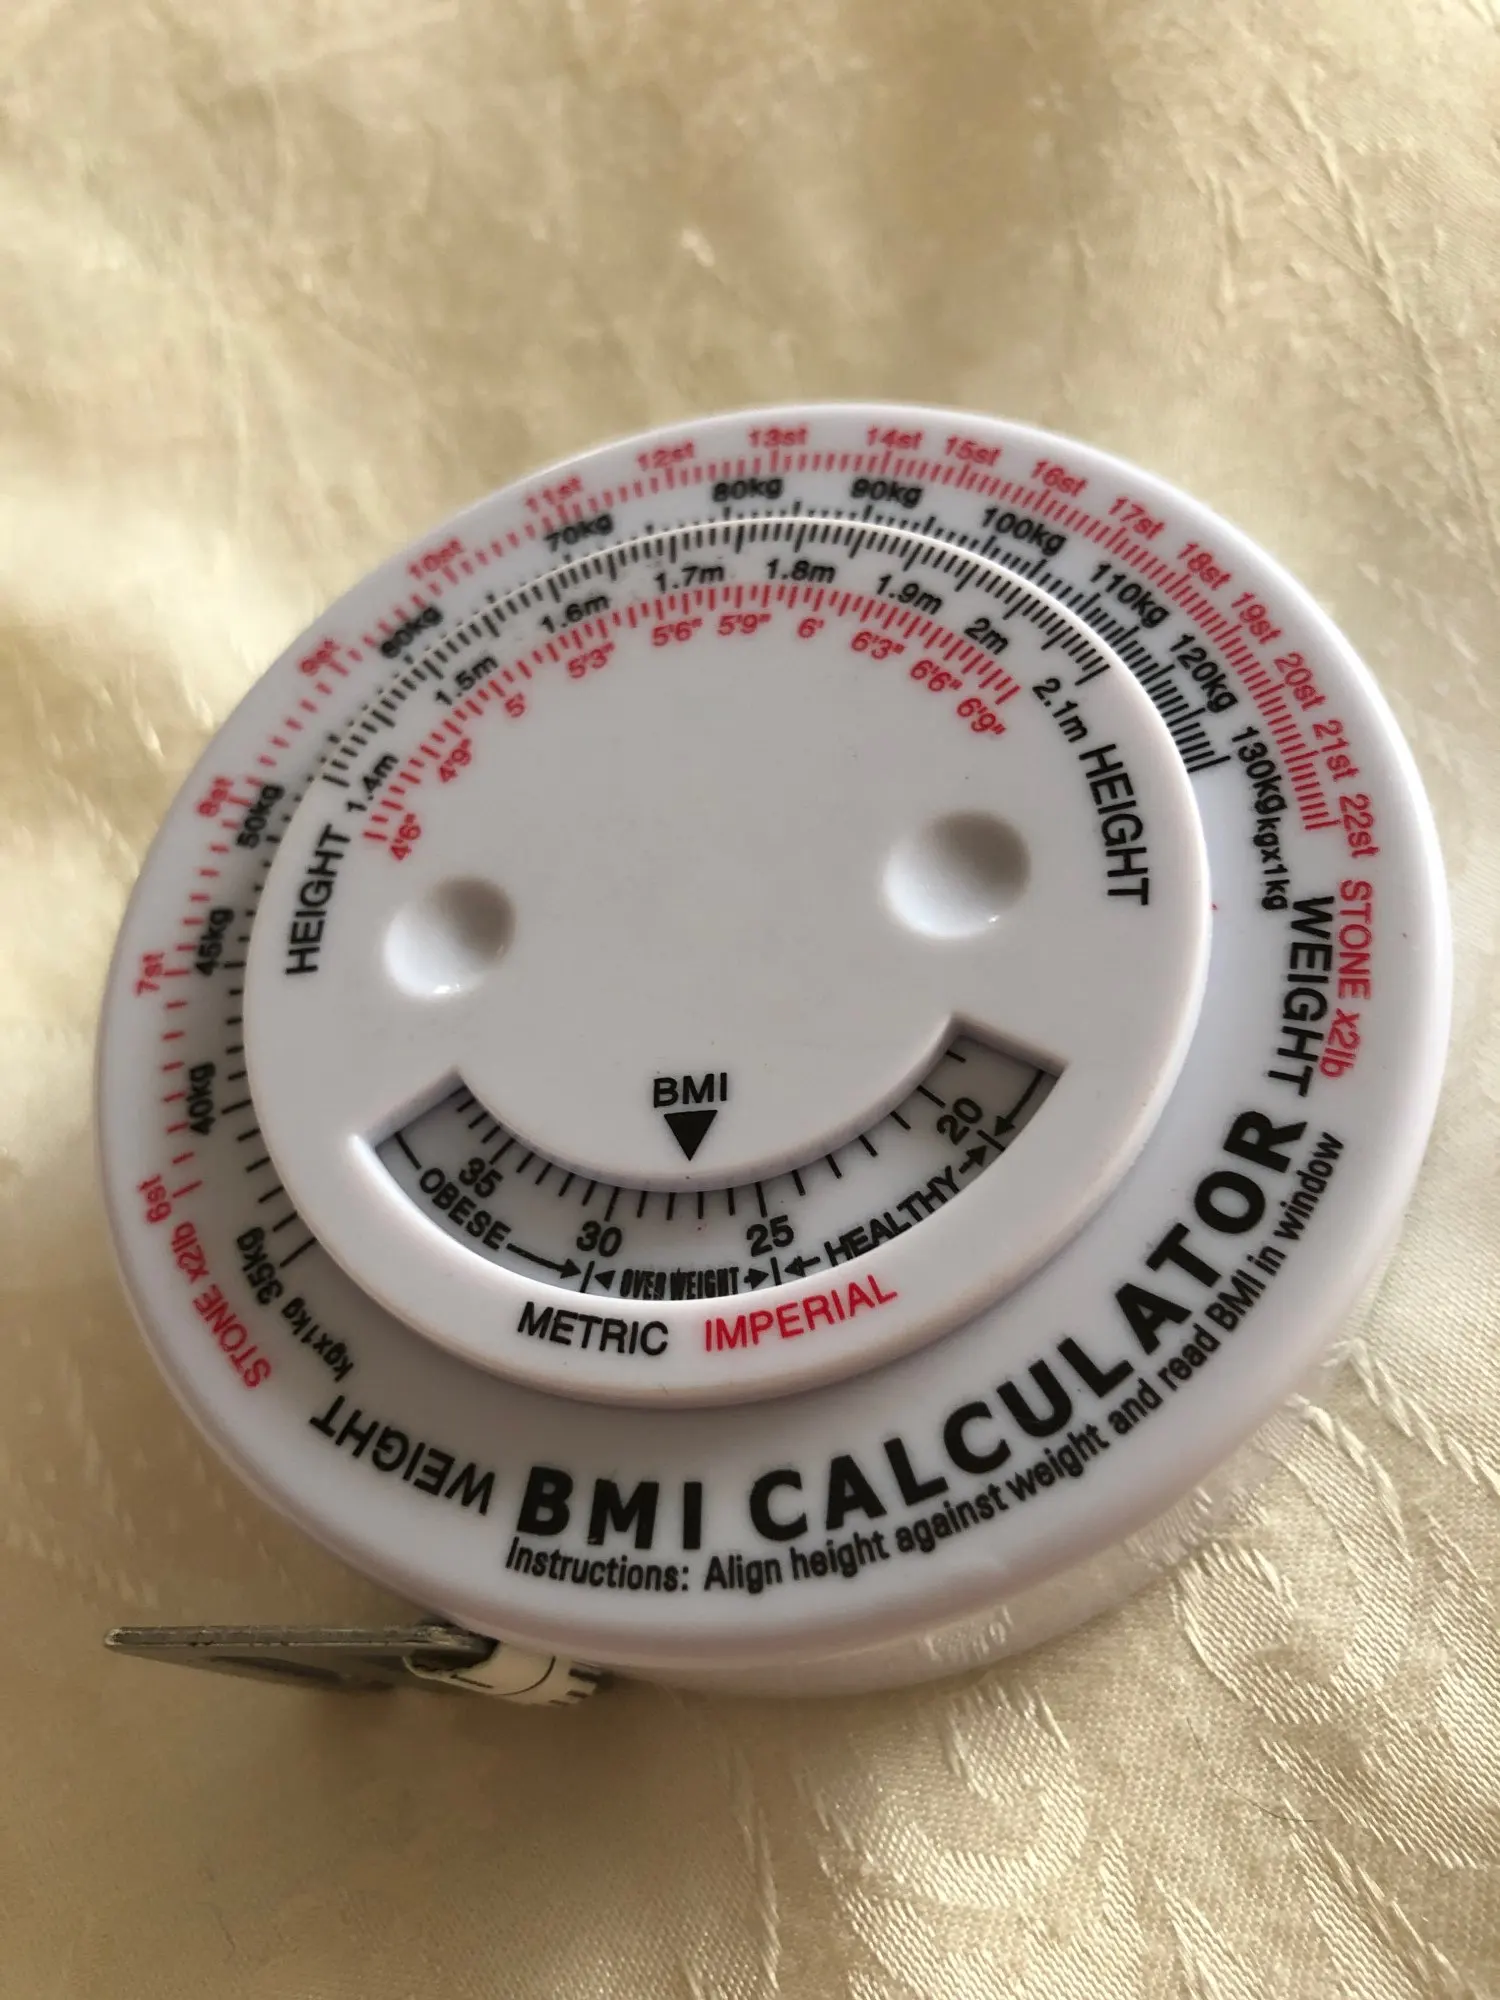 6st 7st 8st 9st 10st 11st 12st 13st 14st 15st 16st 17st 18st 19st 20st 21st 22st
STONE x2lb
STONE x2lb
35kg 40kg 45kg 50kg 60kg 70kg 80kg 90kg 100kg 110kg 120kg 130kg
kgx1kg
kgx1kg
WEIGHT
WEIGHT
1.4m 1.5m 1.6m 1.7m 1.8m 1.9m 2m 2.1m
4'6" 4'9" 5' 5'3" 5'6" 5'9" 6' 6'3" 6'6" 6'9"
HEIGHT
HEIGHT
BMI
35 30 25 20
OBESE OVER WEIGHT HEALTHY
METRIC IMPERIAL
BMI CALCULATOR
Instructions: Align height against weight and read BMI in window